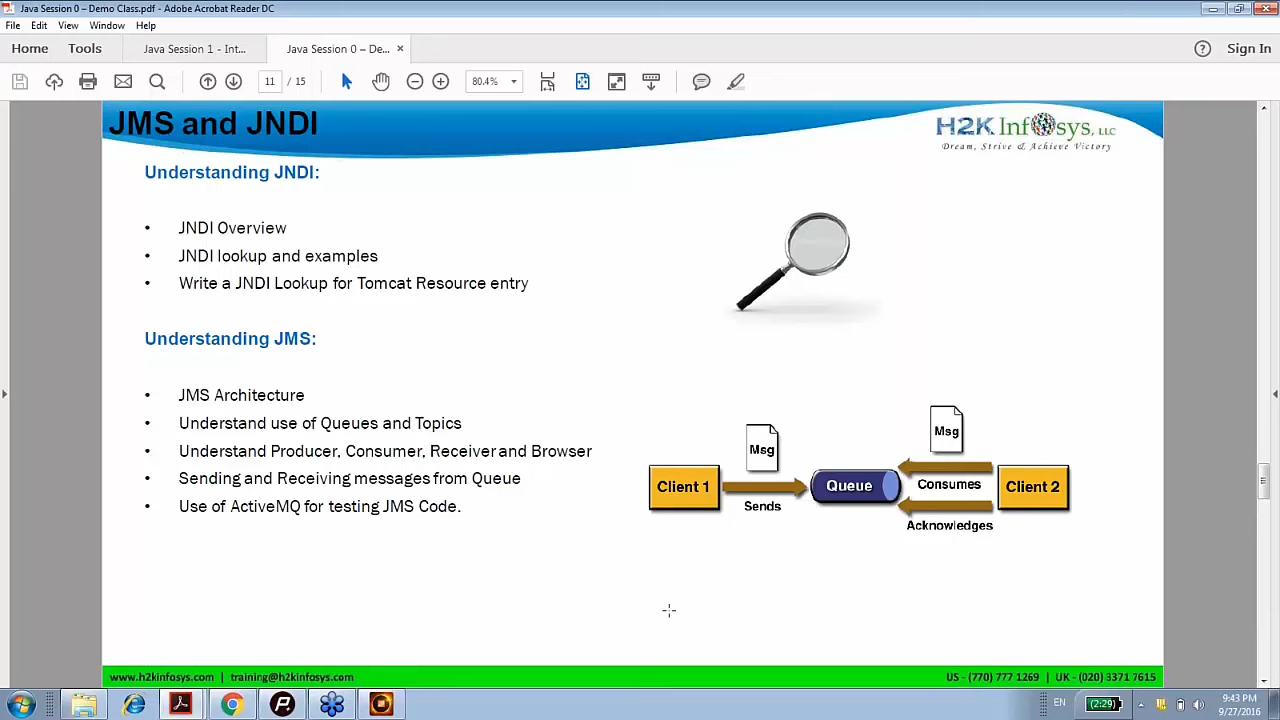 Java Session 0 – Demo Class.pdf - Adobe Acrobat Reader DC
File Edit View Window Help
Home Tools Java Session 1 - Int... Java Session 0 – De... × Sign In
11 / 15 80.4%
JMS and JNDI
H2K Infosys, LLC
Dream, Strive & Achieve Victory
Understanding JNDI:
• JNDI Overview
• JNDI lookup and examples
• Write a JNDI Lookup for Tomcat Resource entry
Understanding JMS:
• JMS Architecture
• Understand use of Queues and Topics
• Understand Producer, Consumer, Receiver and Browser
• Sending and Receiving messages from Queue
• Use of ActiveMQ for testing JMS Code.
Msg
Msg
Client 1
Queue
Client 2
Sends
Consumes
Acknowledges
www.h2kinfosys.com | training@h2kinfosys.com US - (770) 777 1269 | UK - (020) 3371 7615
EN (2:29) 9:43 PM
9/27/2016